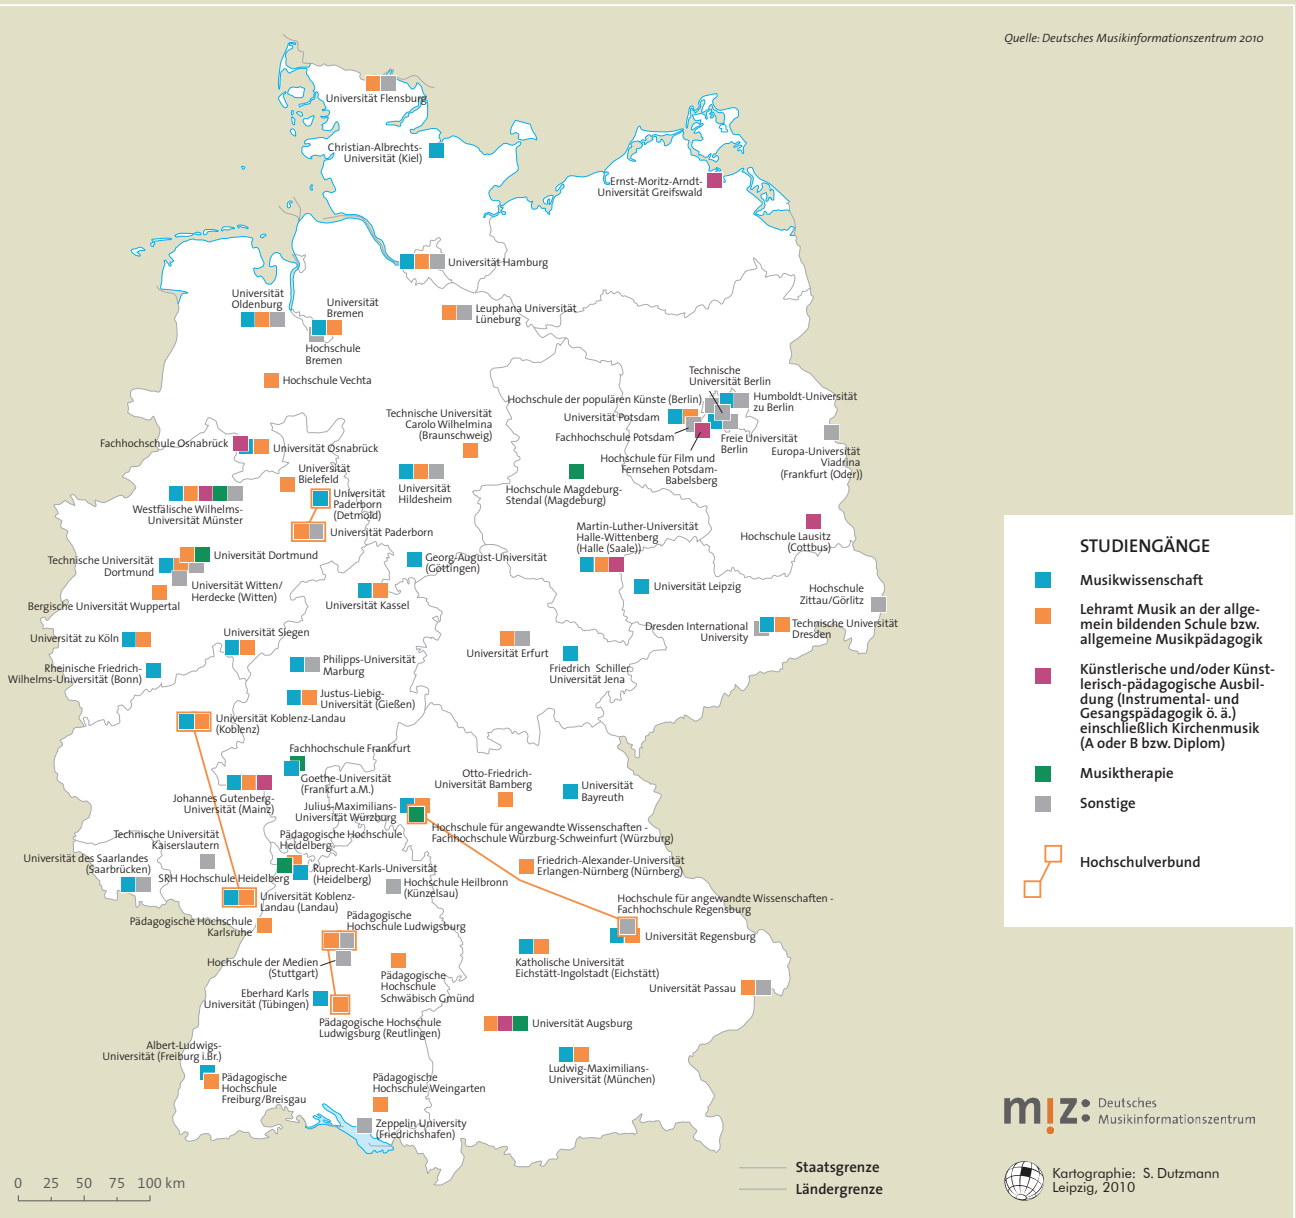 Quelle: Deutsches Musikinformationszentrum 2010
Universität Flensburg
Christian-Albrechts-
Universität (Kiel)
Ernst-Moritz-Arndt-
Universität Greifswald
Universität Hamburg
Universität
Oldenburg
Universität
Bremen
Hochschule
Bremen
Leuphana Universität
Lüneburg
Hochschule Vechta
Technische
Universität Berlin
Hochschule der populären Künste (Berlin)
Humboldt-Universität
zu Berlin
Universität Potsdam
Fachhochschule Potsdam
Freie Universität
Berlin
Hochschule für Film und
Fernsehen Potsdam-
Babelsberg
Europa-Universität
Viadrina
(Frankfurt (Oder))
Technische Universität
Carolo Wilhelmina
(Braunschweig)
Fachhochschule Osnabrück
Universität Osnabrück
Universität
Bielefeld
Universität
Hildesheim
Hochschule Magdeburg-
Stendal (Magdeburg)
Westfälische Wilhelms-
Universität Münster
Universität
Paderborn
(Detmold)
Universität Paderborn
Martin-Luther-Universität
Halle-Wittenberg
(Halle (Saale))
Hochschule Lausitz
(Cottbus)
Technische Universität
Dortmund
Universität Dortmund
Universität Witten/
Herdecke (Witten)
Georg-August-Universität
(Göttingen)
Universität Leipzig
Hochschule
Zittau/Görlitz
Bergische Universität Wuppertal
Universität Kassel
Dresden International
University
Technische Universität
Dresden
Universität zu Köln
Universität Siegen
Universität Erfurt
Friedrich Schiller
Universität Jena
Rheinische Friedrich-
Wilhelms-Universität (Bonn)
Philipps-Universität
Marburg
Justus-Liebig-
Universität (Gießen)
Universität Koblenz-Landau
(Koblenz)
Fachhochschule Frankfurt
Goethe-Universität
(Frankfurt a.M.)
Otto-Friedrich-
Universität Bamberg
Universität
Bayreuth
Johannes Gutenberg-
Universität (Mainz)
Julius-Maximilians-
Universität Würzburg
Hochschule für angewandte Wissenschaften -
Fachhochschule Würzburg-Schweinfurt (Würzburg)
Technische Universität
Kaiserslautern
Pädagogische Hochschule
Heidelberg
Universität des Saarlandes
(Saarbrücken)
SRH Hochschule Heidelberg
Ruprecht-Karls-Universität
(Heidelberg)
Friedrich-Alexander-Universität
Erlangen-Nürnberg (Nürnberg)
Hochschule Heilbronn
(Künzelsau)
Universität Koblenz-
Landau (Landau)
Hochschule für angewandte Wissenschaften -
Fachhochschule Regensburg
Pädagogische Hochschule
Karlsruhe
Pädagogische
Hochschule Ludwigsburg
Universität Regensburg
Hochschule der Medien
(Stuttgart)
Pädagogische
Hochschule
Schwäbisch Gmünd
Katholische Universität
Eichstätt-Ingolstadt (Eichstätt)
Universität Passau
Eberhard Karls
Universität (Tübingen)
Pädagogische Hochschule
Ludwigsburg (Reutlingen)
Universität Augsburg
Albert-Ludwigs-
Universität (Freiburg i.Br.)
Ludwig-Maximilians-
Universität (München)
Pädagogische
Hochschule
Freiburg/Breisgau
Pädagogische
Hochschule Weingarten
Zeppelin University
(Friedrichshafen)
STUDIENGÄNGE
Musikwissenschaft
Lehramt Musik an der allge-
mein bildenden Schule bzw.
allgemeine Musikpädagogik
Künstlerische und/oder Künst-
lerisch-pädagogische Ausbil-
dung (Instrumental- und
Gesangspädagogik ö. ä.)
einschließlich Kirchenmusik
(A oder B bzw. Diplom)
Musiktherapie
Sonstige
Hochschulverbund
miz: Deutsches
Musikinformationszentrum
Kartographie: S. Dutzmann
Leipzig, 2010
Staatsgrenze
Ländergrenze
0 25 50 75 100 km